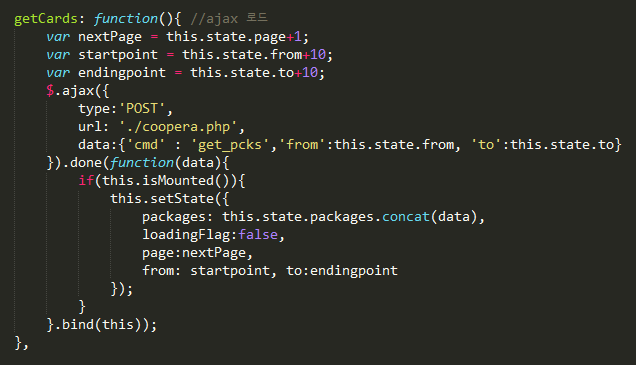 getCards: function(){ //ajax 로드
    var nextPage = this.state.page+1;
    var startpoint = this.state.from+10;
    var endingpoint = this.state.to+10;
    $.ajax({
        type:'POST',
        url: './coopera.php',
        data:{'cmd' : 'get_pcks','from':this.state.from, 'to':this.state.to}
    }).done(function(data){
        if(this.isMounted()){
            this.setState({
                packages: this.state.packages.concat(data),
                loadingFlag:false,
                page:nextPage,
                from: startpoint, to:endingpoint
            });
        }
    }.bind(this));
},